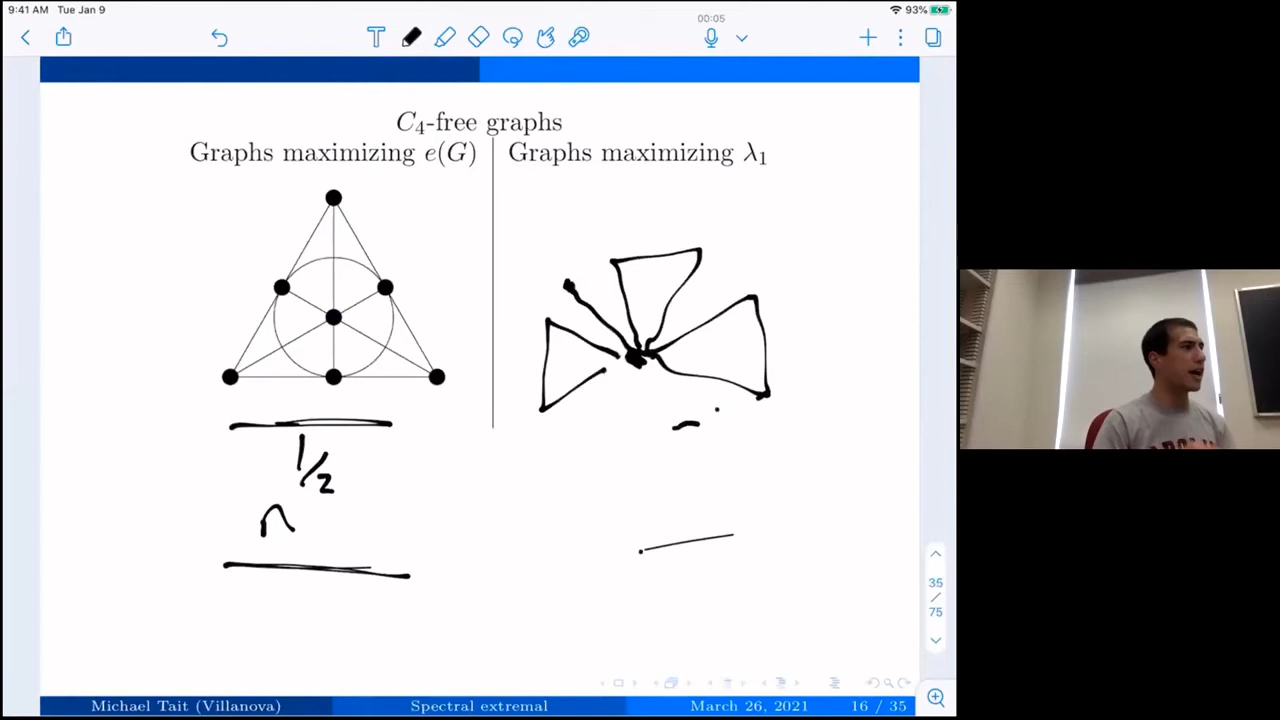 9:41 AM Tue Jan 9
93%
00:05
T
C₄-free graphs
Graphs maximizing e(G)
Graphs maximizing λ₁
1/2
n
35
/
75
Michael Tait (Villanova) Spectral extremal March 26, 2021 16 / 35